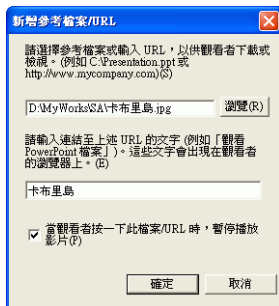 新增參考檔案/URL
請選擇參考檔案或輸入 URL，以供觀看者下載或
檢視。(例如 C:\Presentation.ppt 或
http://www.mycompany.com)(S)
D:\MyWorks\SA\卡布里島.jpg
瀏覽(R)
請輸入連結至上述 URL 的文字 (例如「觀看
PowerPoint 檔案」)。這些文字會出現在觀看者
的瀏覽器上。(E)
卡布里島
當觀看者按一下此檔案/URL 時，暫停播放
影片(P)
確定
取消